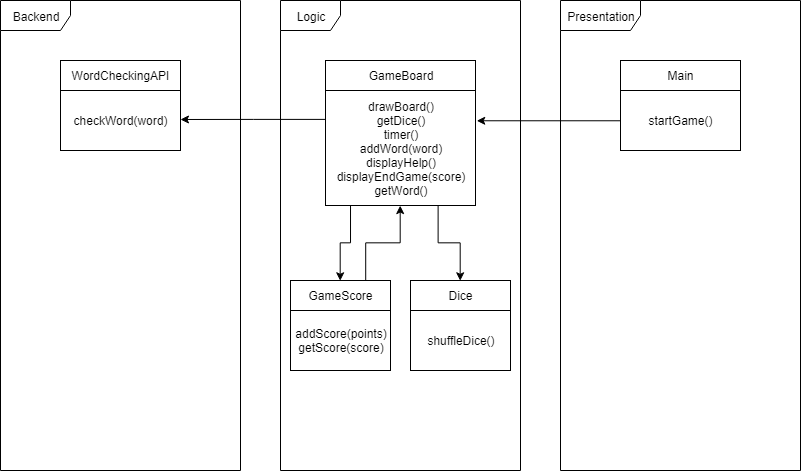 Backend
WordCheckingAPI
checkWord(word)
Logic
GameBoard
drawBoard()
getDice()
timer()
addWord(word)
displayHelp()
displayEndGame(score)
getWord()
GameScore
addScore(points)
getScore(score)
Dice
shuffleDice()
Presentation
Main
startGame()